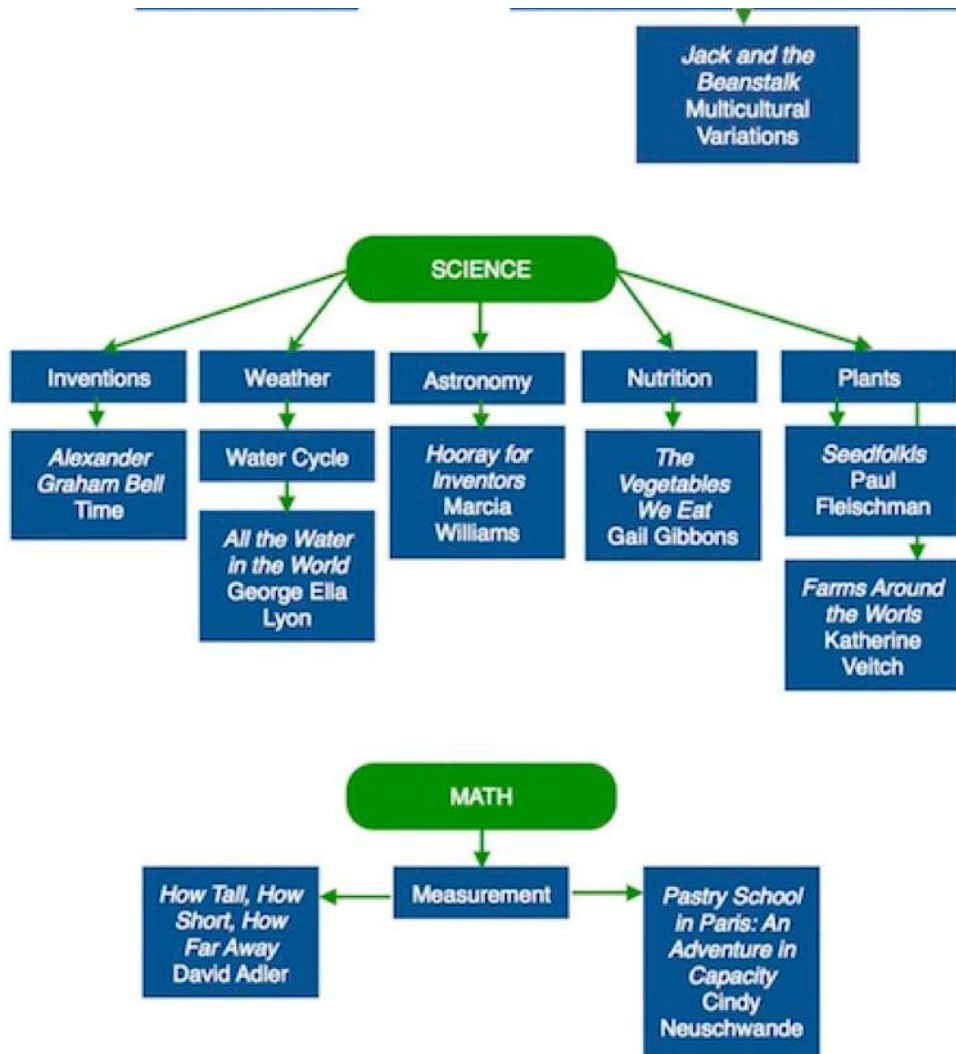 Jack and the
Beanstalk
Multicultural
Variations
SCIENCE
Inventions
Weather
Astronomy
Nutrition
Plants
Alexander
Graham Bell
Time
Water Cycle
All the Water
in the World
George Ella
Lyon
Hooray for
Inventors
Marcia
Williams
The
Vegetables
We Eat
Gail Gibbons
Seedfolkls
Paul
Fleischman
Farms Around
the Worls
Katherine
Veitch
MATH
Measurement
How Tall, How
Short, How
Far Away
David Adler
Pastry School
in Paris: An
Adventure in
Capacity
Cindy
Neuschwande